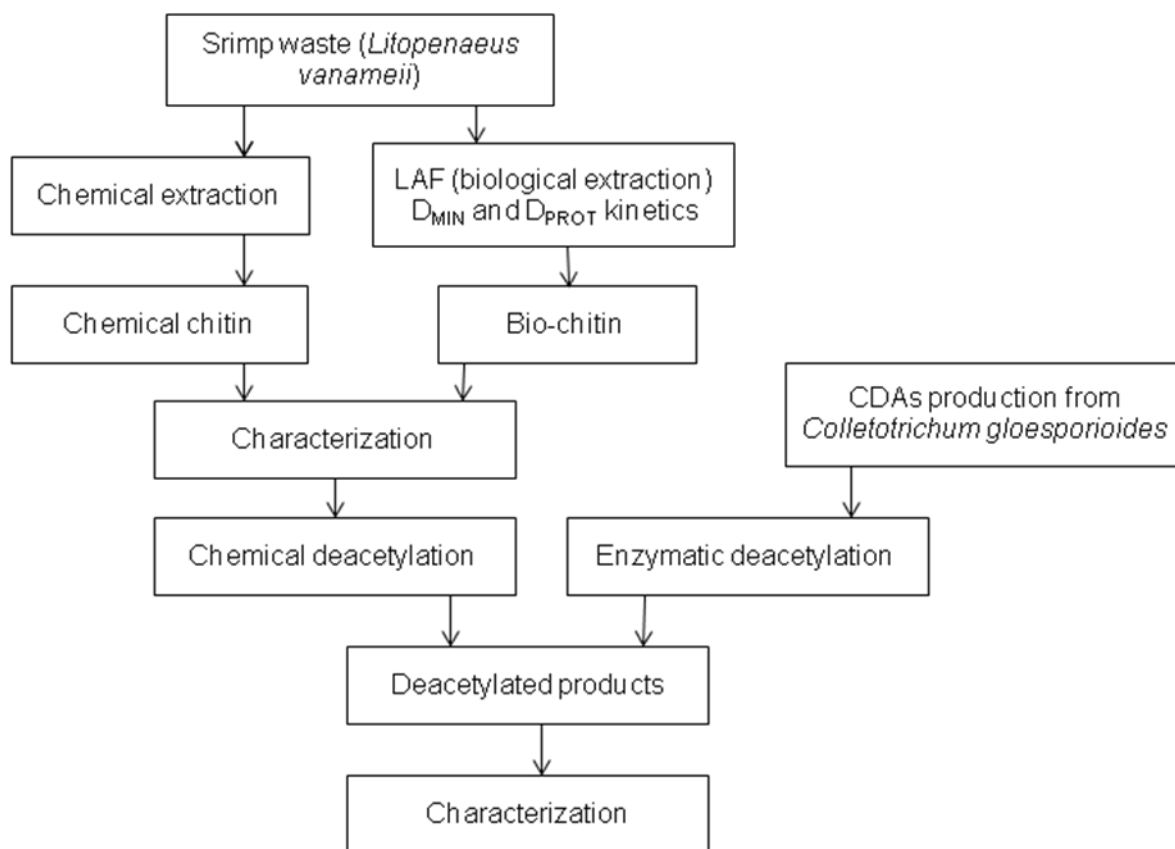 Srimp waste (Litopenaeus
vanameii)
Chemical extraction
LAF (biological extraction)
DMIN and DPROT kinetics
Chemical chitin
Bio-chitin
CDAs production from
Colletotrichum gloesporioides
Characterization
Chemical deacetylation
Enzymatic deacetylation
Deacetylated products
Characterization